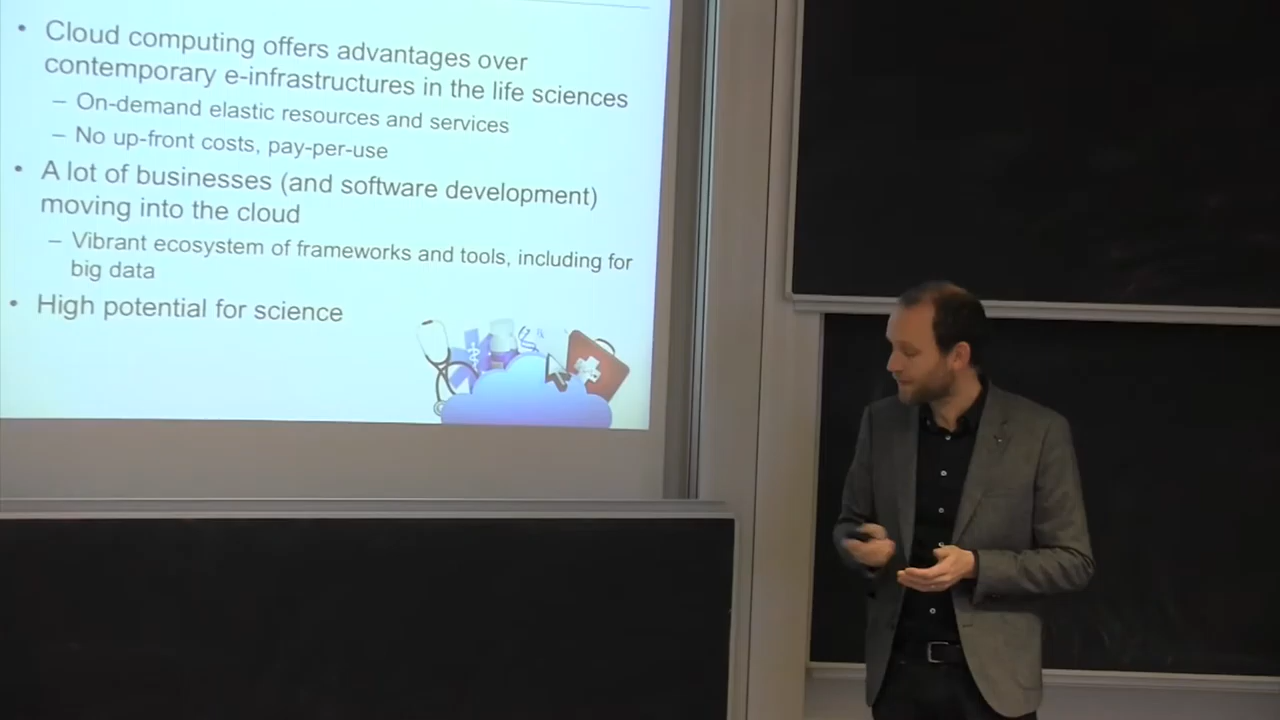 • Cloud computing offers advantages over
contemporary e-infrastructures in the life sciences
– On-demand elastic resources and services
– No up-front costs, pay-per-use
• A lot of businesses (and software development)
moving into the cloud
– Vibrant ecosystem of frameworks and tools, including for
big data
• High potential for science